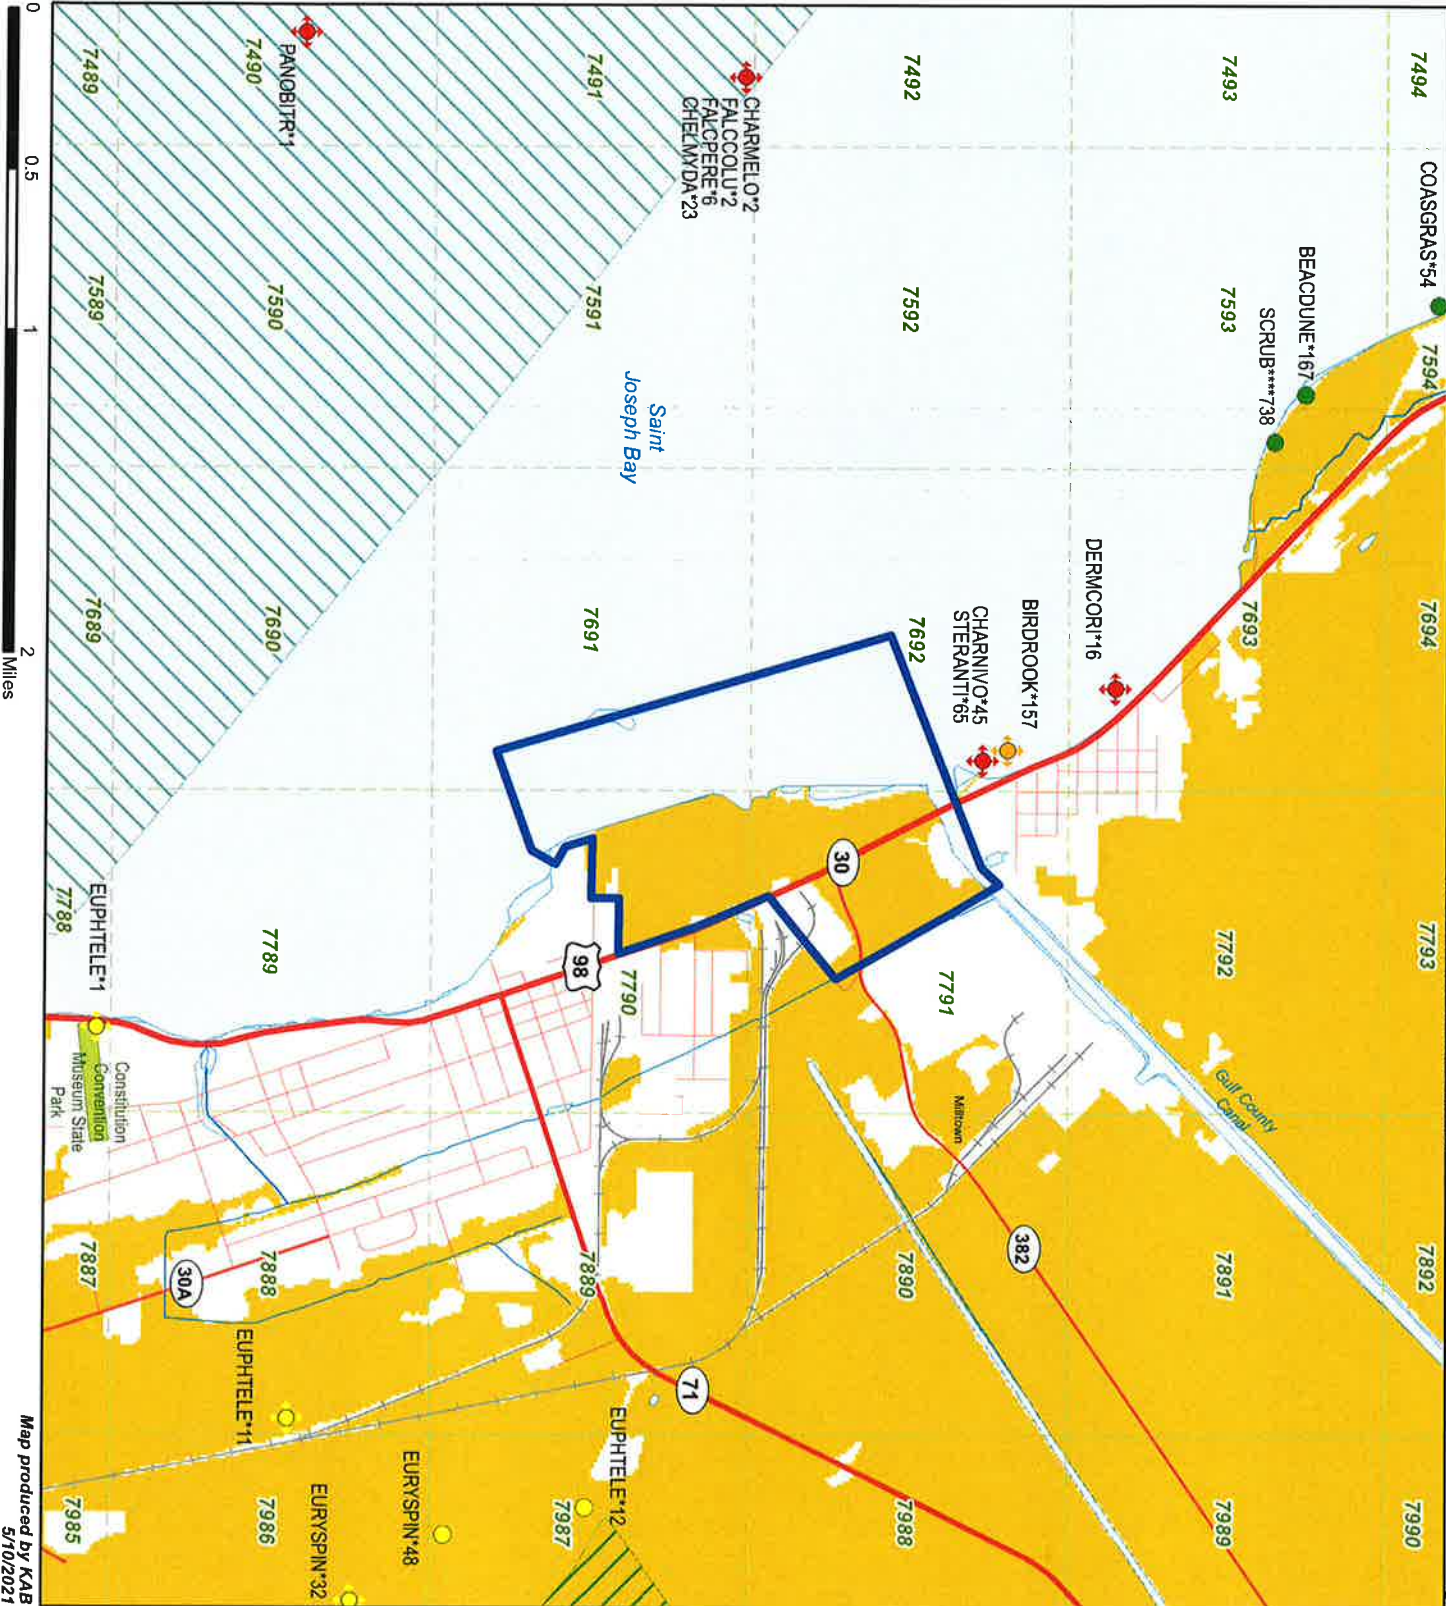 0
0.5
1
2
Miles
7489
7490
7491
7492
7493
7494
PANOBITR*1
CHARMELO*2
FALCCOLU*2
FALCPERE*6
CHELMYDA*23
COASGRAS*54
BEACDUNE*167
SCRUB****738
7589
7590
7591
7592
7593
7594
Saint
Joseph Bay
DERMCORI*16
BIRDROOK*157
CHARNIVO*45
STERANTI*65
7689
7690
7691
7692
7693
7694
30
98
EUPHTELE*1
7788
7789
7790
7791
7792
7793
Constitution
Convention
Museum State
Park
Milltown
Gulf County
Canal
382
30A
71
7887
7888
7889
7890
7891
7892
EUPHTELE*11
EUPHTELE*12
EURYSPIN*48
EURYSPIN*32
7985
7986
7987
7988
7989
7990
Map produced by KAB
5/10/2021